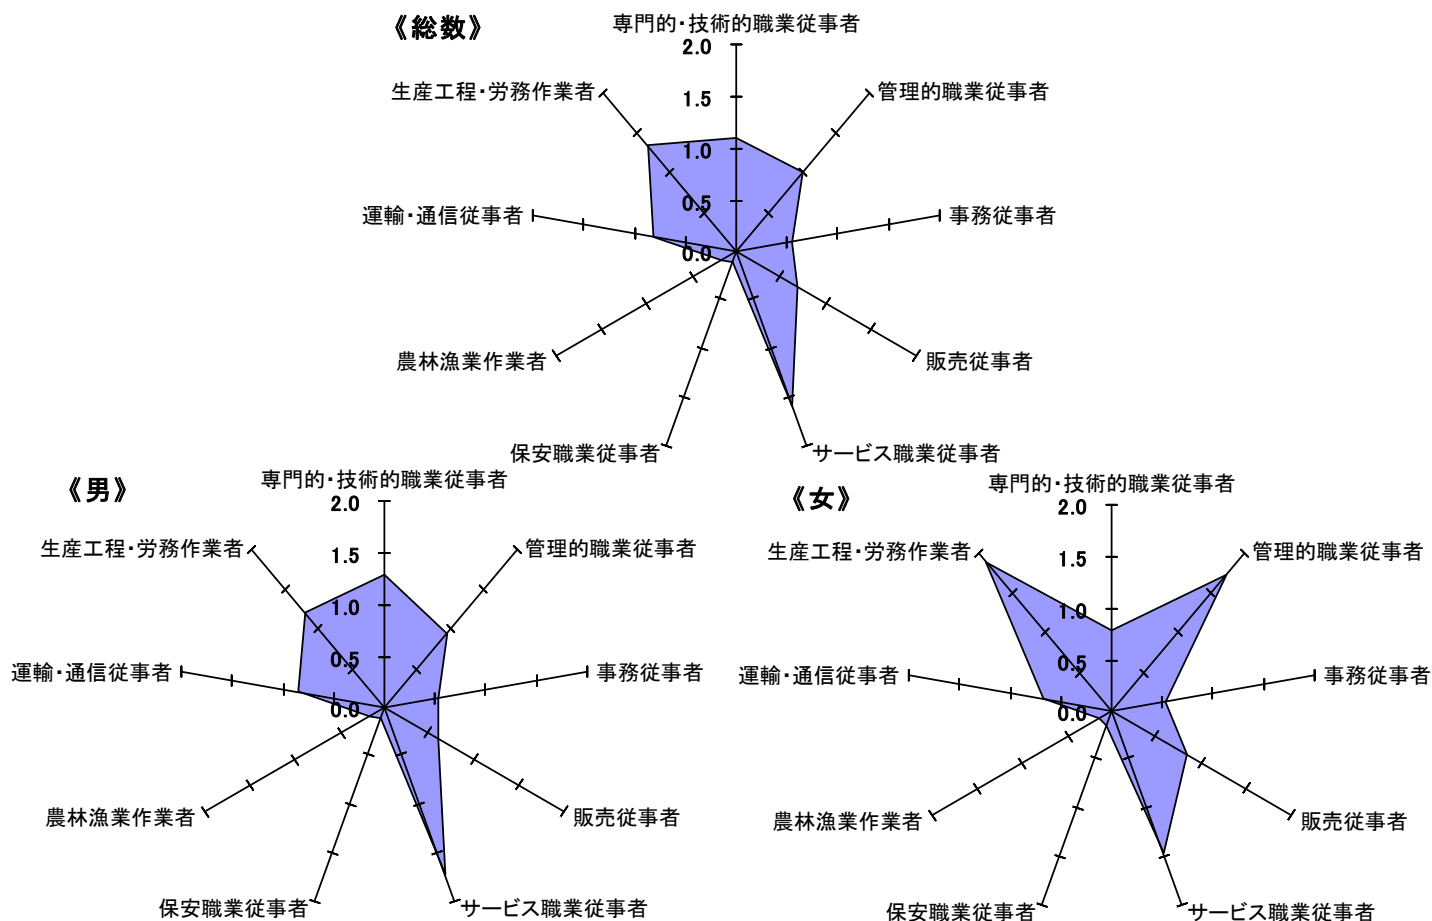 《総数》
専門的・技術的職業従事者
2.0
生産工程・労務作業者
管理的職業従事者
1.5
1.0
運輸・通信従事者
0.5
事務従事者
0.0
農林漁業作業者
販売従事者
保安職業従事者
サービス職業従事者
《男》
専門的・技術的職業従事者
2.0
生産工程・労務作業者
1.5
管理的職業従事者
1.0
運輸・通信従事者
0.5
事務従事者
0.0
農林漁業作業者
販売従事者
保安職業従事者
サービス職業従事者
《女》
専門的・技術的職業従事者
2.0
生産工程・労務作業者
1.5
管理的職業従事者
1.0
運輸・通信従事者
0.5
事務従事者
0.0
農林漁業作業者
販売従事者
保安職業従事者
サービス職業従事者